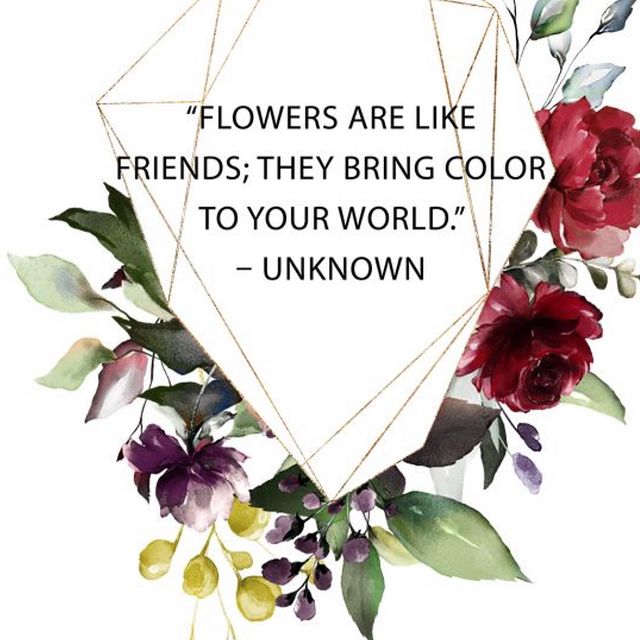 “FLOWERS ARE LIKE
FRIENDS; THEY BRING COLOR
TO YOUR WORLD.”
– UNKNOWN